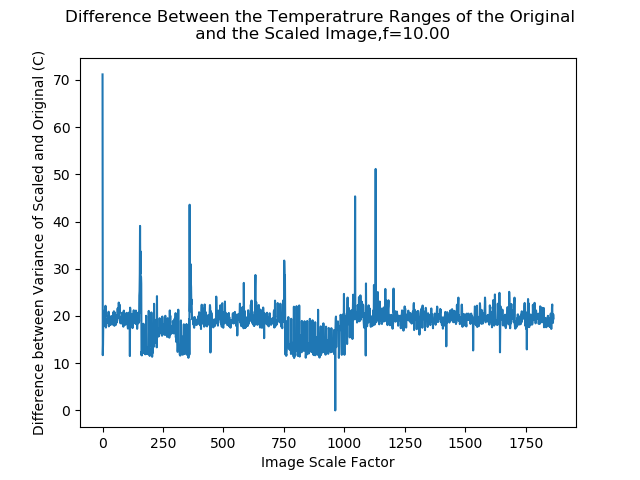 Difference Between the Temperatrure Ranges of the Original
and the Scaled Image,f=10.00
Difference between Variance of Scaled and Original (C)
70
60
50
40
30
20
10
0
0 250 500 750 1000 1250 1500 1750
Image Scale Factor